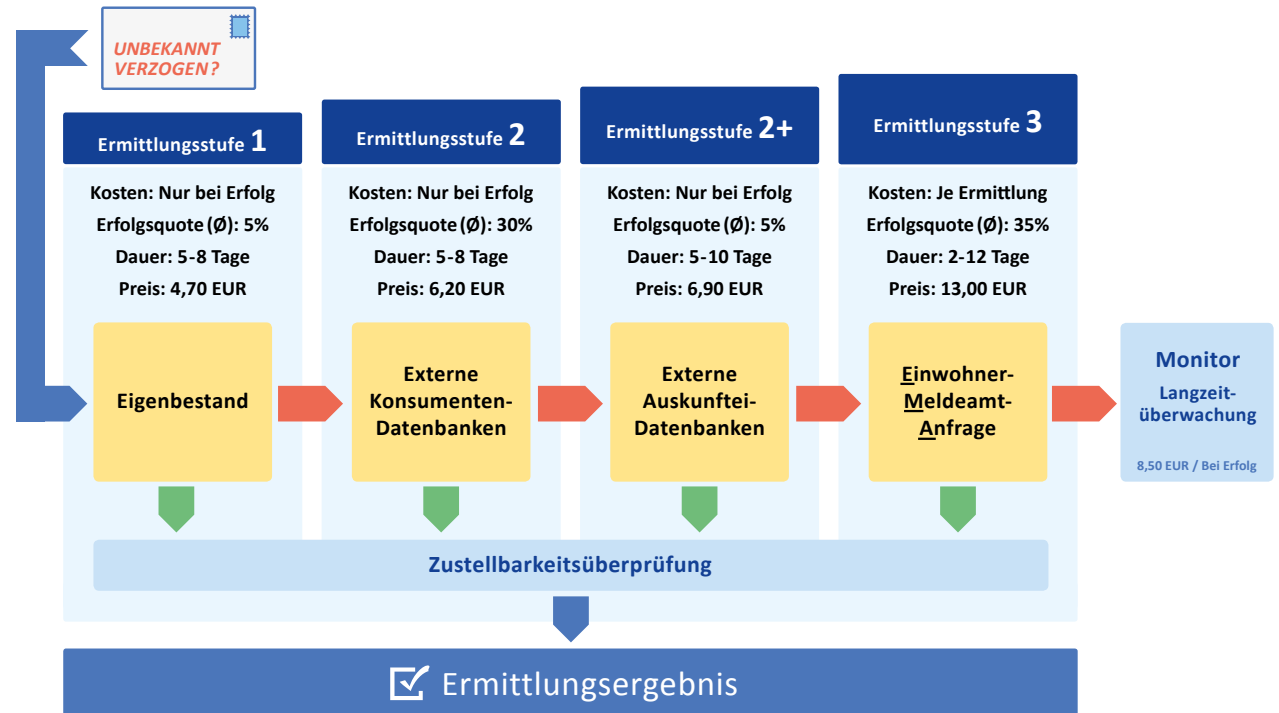 UNBEKANNT
VERZOGEN?
Ermittlungsstufe 1
Kosten: Nur bei Erfolg
Erfolgsquote (Ø): 5%
Dauer: 5-8 Tage
Preis: 4,70 EUR
Eigenbestand
Ermittlungsstufe 2
Kosten: Nur bei Erfolg
Erfolgsquote (Ø): 30%
Dauer: 5-8 Tage
Preis: 6,20 EUR
Externe
Konsumenten-
Datenbanken
Ermittlungsstufe 2+
Kosten: Nur bei Erfolg
Erfolgsquote (Ø): 5%
Dauer: 5-10 Tage
Preis: 6,90 EUR
Externe
Auskunftei-
Datenbanken
Ermittlungsstufe 3
Kosten: Je Ermittlung
Erfolgsquote (Ø): 35%
Dauer: 2-12 Tage
Preis: 13,00 EUR
Einwohner-
Meldeamt-
Anfrage
Monitor
Langzeit-
überwachung
8,50 EUR / Bei Erfolg
Zustellbarkeitsüberprüfung
Ermittlungsergebnis